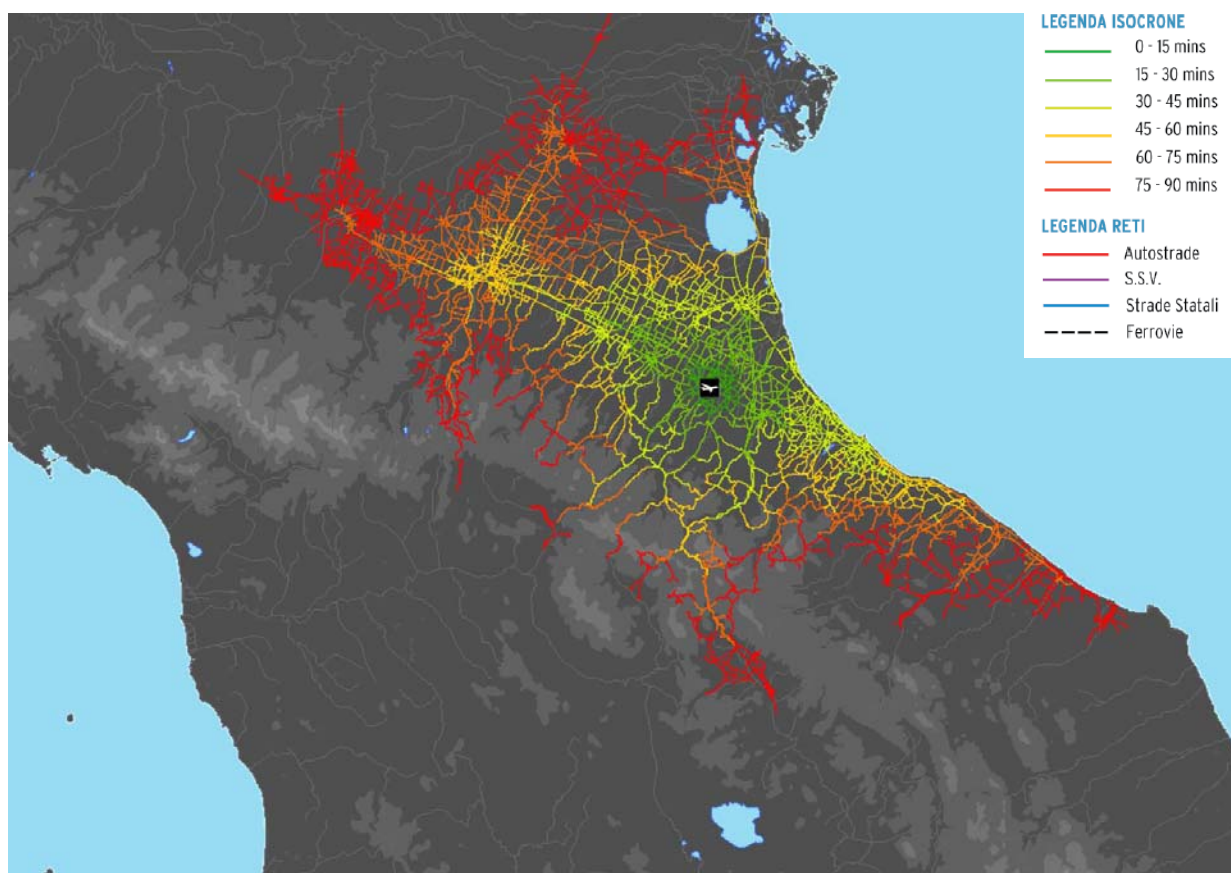 LEGENDA ISOCRONE
0 - 15 mins
15 - 30 mins
30 - 45 mins
45 - 60 mins
60 - 75 mins
75 - 90 mins
LEGENDA RETI
Autostrade
S.S.V.
Strade Statali
Ferrovie